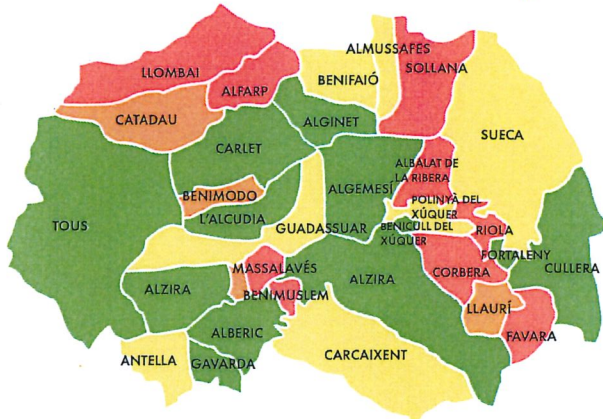 ALMUSSAFES
SOLLANA
LLOMBAI
BENIFAIÓ
ALFARP
CATADAU
ALGINET
SUECA
CARLET
ALBALAT DE
LA RIBERA
ALGEMESÍ
BENIMODO
POLINYÀ DEL
XÚQUER
L'ALCUDIA
TOUS
GUADASSUAR
BENICULL DEL
XÚQUER
RIOLA
FORTALENY
CULLERA
MASSALAVÉS
CORBERA
ALZIRA
ALZIRA
BENIMUSLEM
LLAURÍ
ALBERIC
FAVARA
CARCAIXENT
ANTELLA
GAVARDA